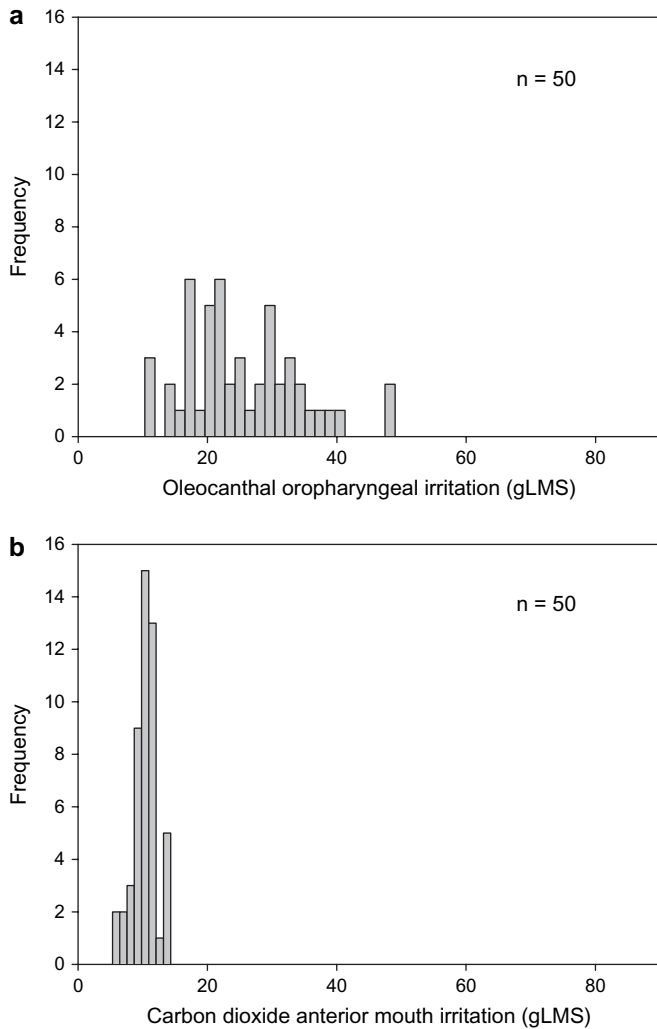 a
16
14
12
10
8
6
4
2
0
Frequency
n = 50
0 20 40 60 80
Oleocanthal oropharyngeal irritation (gLMS)
b
16
14
12
10
8
6
4
2
0
Frequency
n = 50
0 20 40 60 80
Carbon dioxide anterior mouth irritation (gLMS)